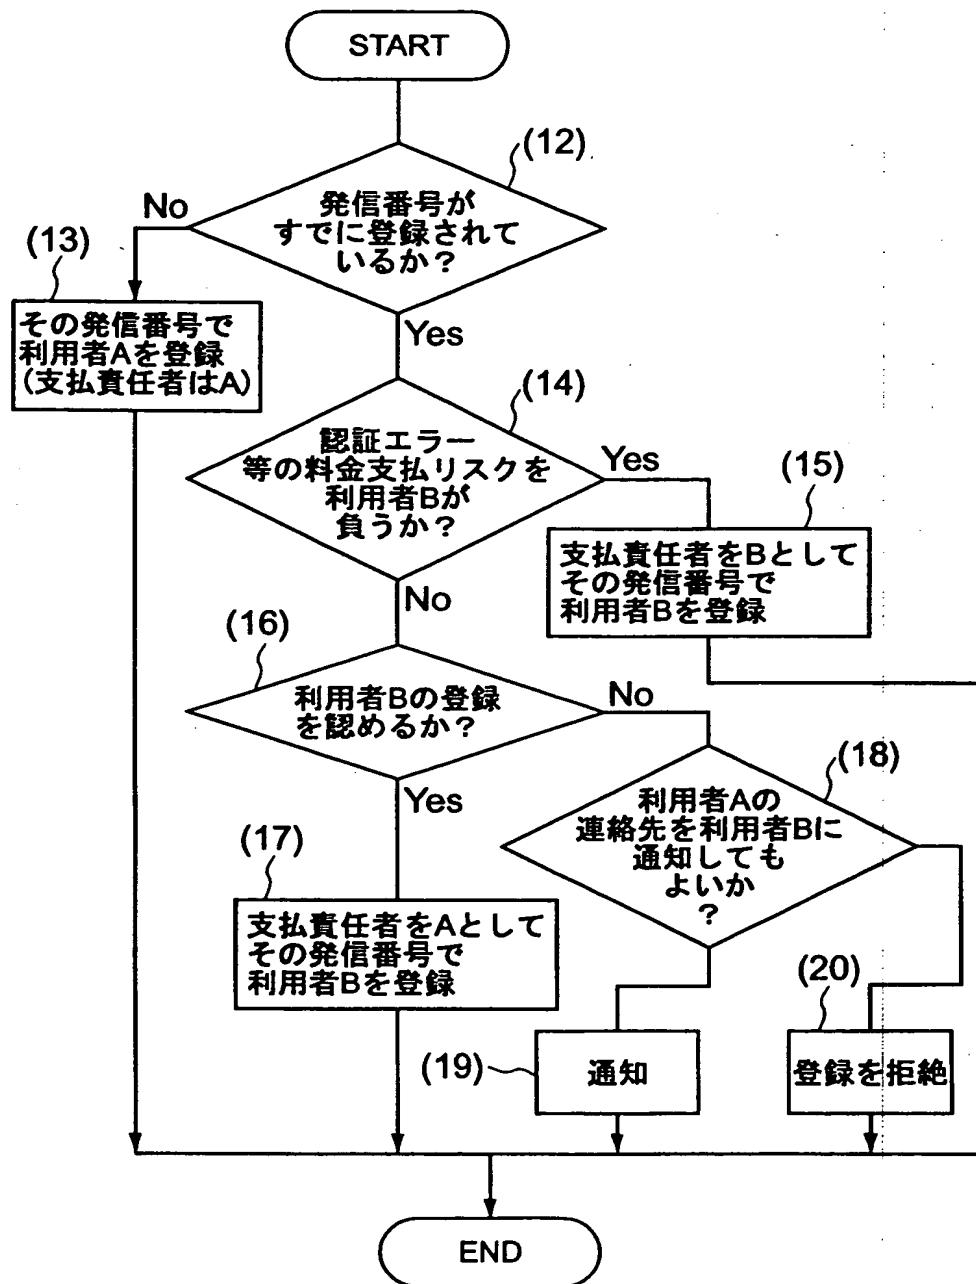 START
(12)
発信番号が
すでに登録されて
いるか？
No
Yes
(13)
その発信番号で
利用者Aを登録
(支払責任者はA)
(14)
認証エラー
等の料金支払リスクを
利用者Bが
負うか？
Yes
No
(15)
支払責任者をBとして
その発信番号で
利用者Bを登録
(16)
利用者Bの登録
を認めるか？
No
Yes
(17)
支払責任者をAとして
その発信番号で
利用者Bを登録
(18)
利用者Aの
連絡先を利用者Bに
通知しても
よいか
？
(19)
通知
(20)
登録を拒絶
END